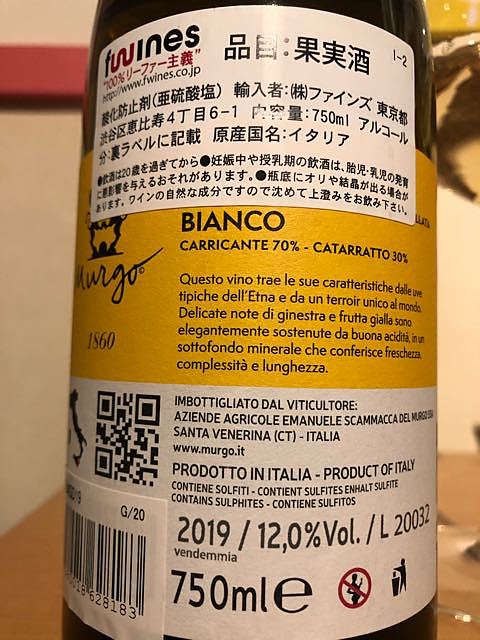 fwines
"100%リーファー主義"
http://www.fwines.co.jp
品目:果実酒
1-2
酸化防止剤(亜硫酸塩) 輸入者:(株)ファインズ 東京都
渋谷区恵比寿4丁目6-1 内容量:750ml アルコール
分:裏ラベルに記載 原産国名:イタリア
●飲酒は20歳を過ぎてから●妊娠中や授乳期の飲酒は、胎児・乳児の発育
に悪影響を与えるおそれがあります。●瓶底にオリや結晶が出る場合が
あります。ワインの自然な成分ですので沈めて上澄みをお飲み下さい。
BIANCO
CARRICANTE 70% - CATARRATTO 30%
Murgo
1860
Questo vino trae le sue caratteristiche dalle uve
tipiche dell'Etna e da un terroir unico al mondo.
Delicate note di ginestra e frutta gialla sono
elegantemente sostenute da buona acidità, in un
sottofondo minerale che conferisce freschezza,
complessità e lunghezza.
IMBOTTIGLIATO DAL VITICULTORE:
AZIENDE AGRICOLE EMANUELE SCAMMACCA DEL MURGO
SANTA VENERINA (CT) - ITALIA
www.murgo.it
PRODOTTO IN ITALIA - PRODUCT OF ITALY
CONTIENE SOLFITI - CONTIENT SULFITES ENHALT SULFITE
CONTAINS SULPHITES - CONTIENE SULFITOS
G/20
2019 / 12,0%Vol. / L 20032
vendemmia
750ml e
628183